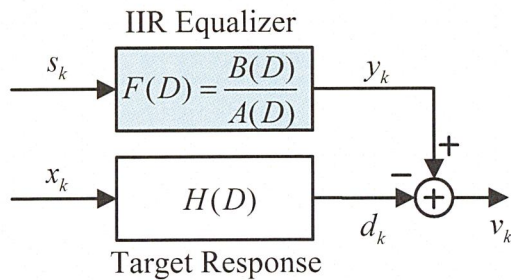 IIR Equalizer
s_k
F(D) = B(D)/A(D)
y_k
+
x_k
H(D)
−
+
d_k
v_k
Target Response